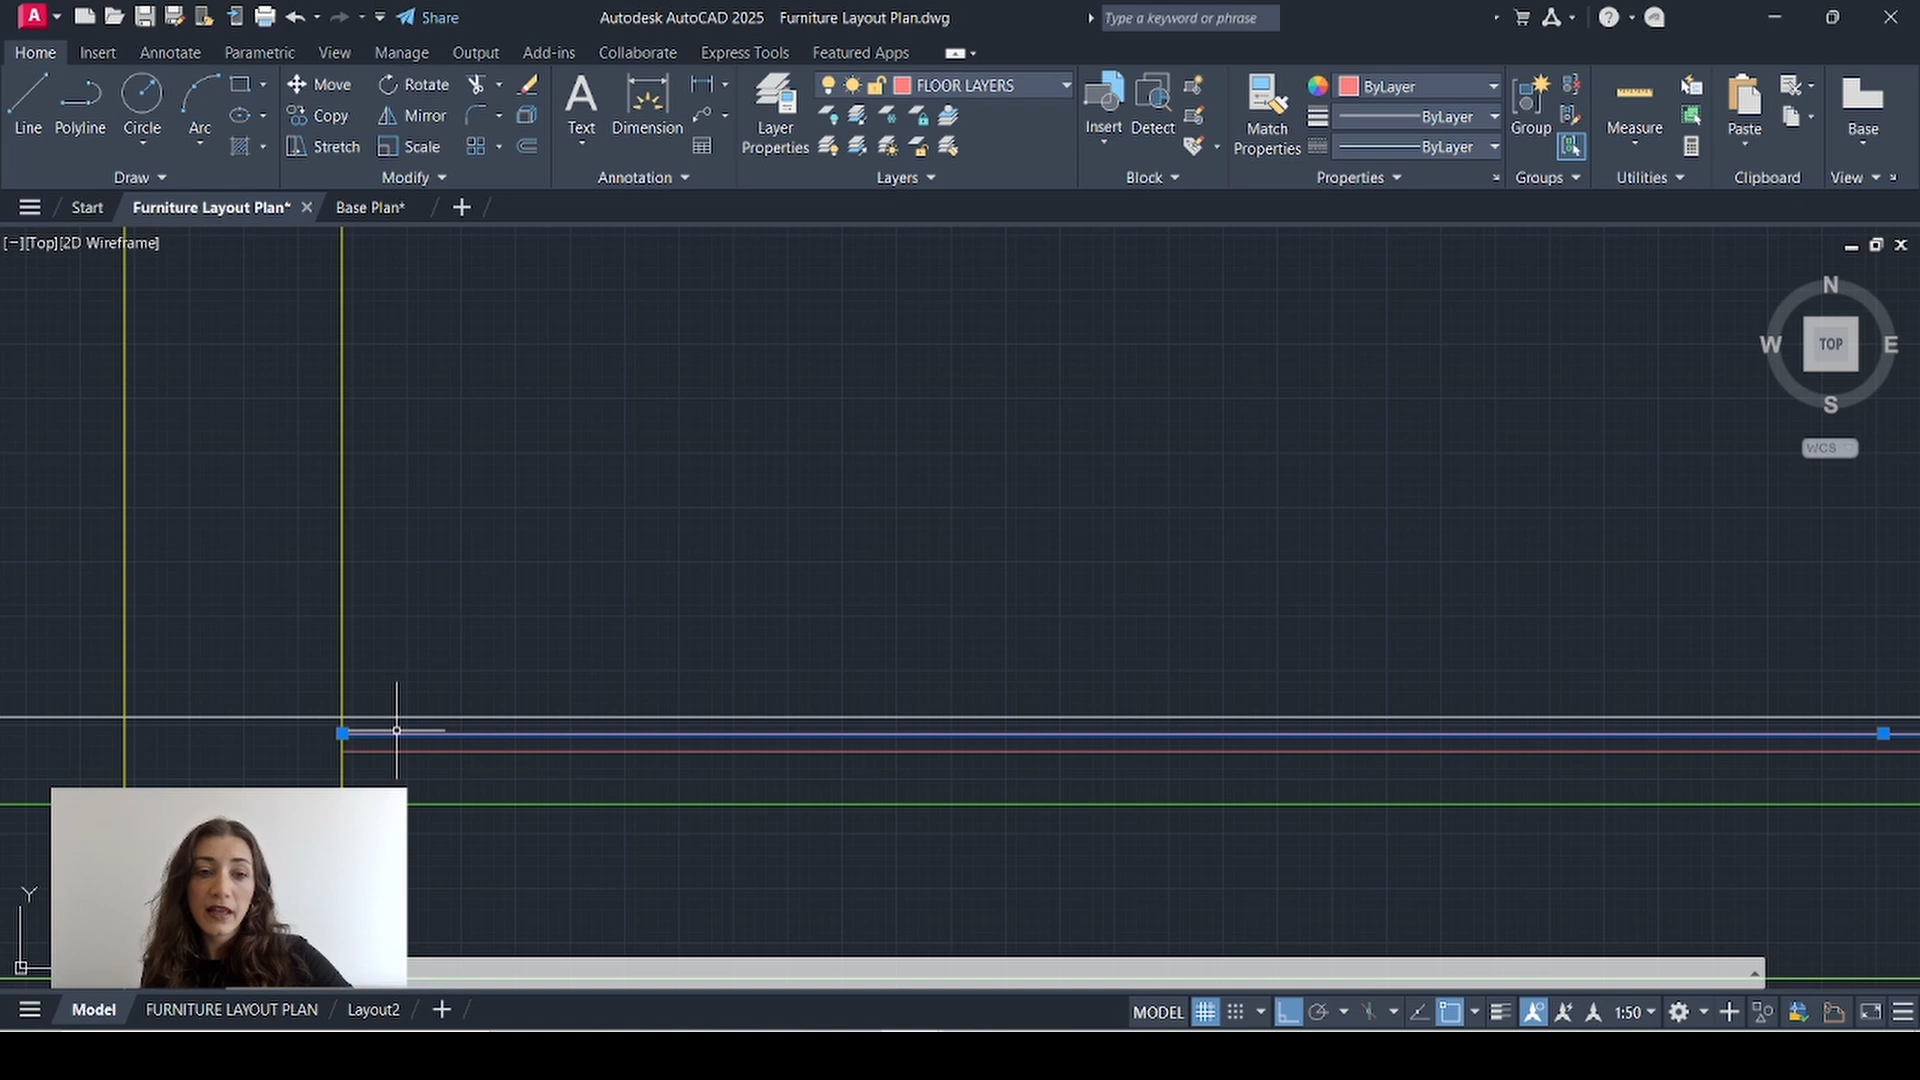 A Share Autodesk AutoCAD 2025 Furniture Layout Plan.dwg Type a keyword or phrase
Home Insert Annotate Parametric View Manage Output Add-ins Collaborate Express Tools Featured Apps
Move Rotate FLOOR LAYERS ByLayer
Copy Mirror ByLayer
Line Polyline Circle Arc Text Dimension Layer Properties Insert Detect Match Properties Group Measure Paste Base
Stretch Scale ByLayer
Draw Modify Annotation Layers Block Properties Groups Utilities Clipboard View
Start Furniture Layout Plan* Base Plan*
[−][Top][2D Wireframe]
N
W TOP E
S
WCS
Y
Model FURNITURE LAYOUT PLAN Layout2 MODEL 1:50